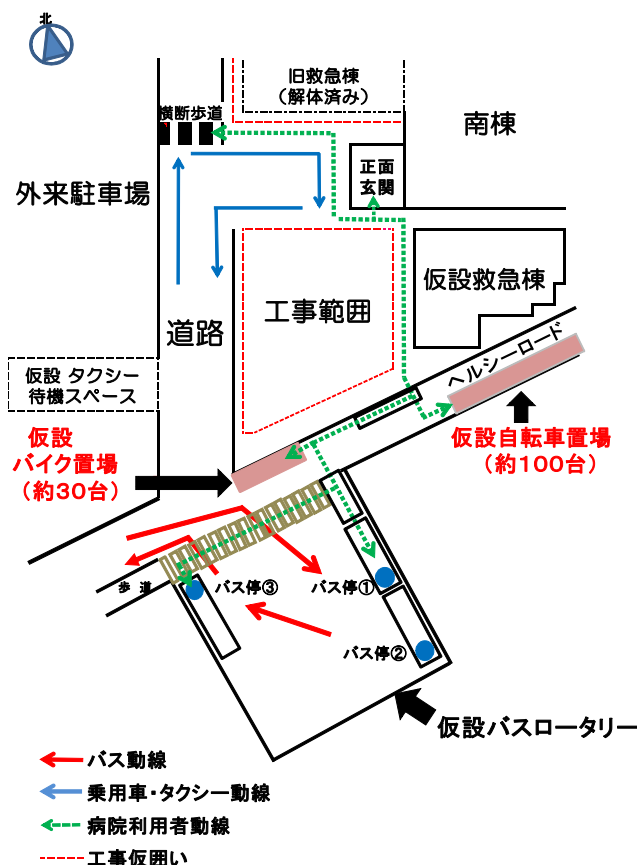 北
旧救急棟
（解体済み）
横断歩道
南棟
正面
玄関
外来駐車場
仮設救急棟
工事範囲
道路
ヘルシーロード
仮設 タクシー
待機スペース
仮設
バイク置場
（約30台）
仮設自転車置場
（約100台）
歩 道
バス停③
バス停①
バス停②
仮設バスロータリー
バス動線
乗用車・タクシー動線
病院利用者動線
工事仮囲い